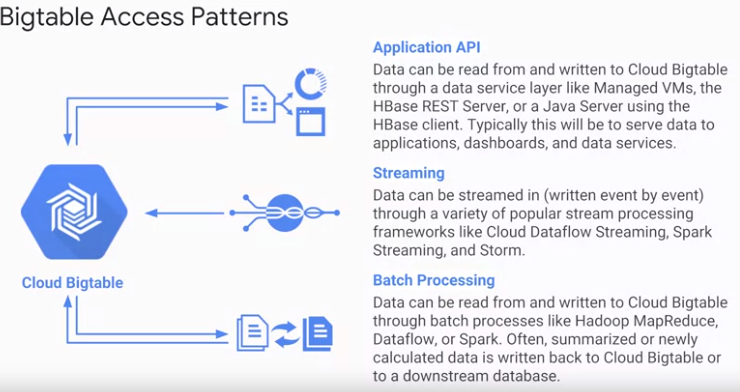 Bigtable Access Patterns
Application API
Data can be read from and written to Cloud Bigtable
through a data service layer like Managed VMs, the
HBase REST Server, or a Java Server using the
HBase client. Typically this will be to serve data to
applications, dashboards, and data services.
Streaming
Data can be streamed in (written event by event)
through a variety of popular stream processing
frameworks like Cloud Dataflow Streaming, Spark
Streaming, and Storm.
Cloud Bigtable
Batch Processing
Data can be read from and written to Cloud Bigtable
through batch processes like Hadoop MapReduce,
Dataflow, or Spark. Often, summarized or newly
calculated data is written back to Cloud Bigtable or
to a downstream database.